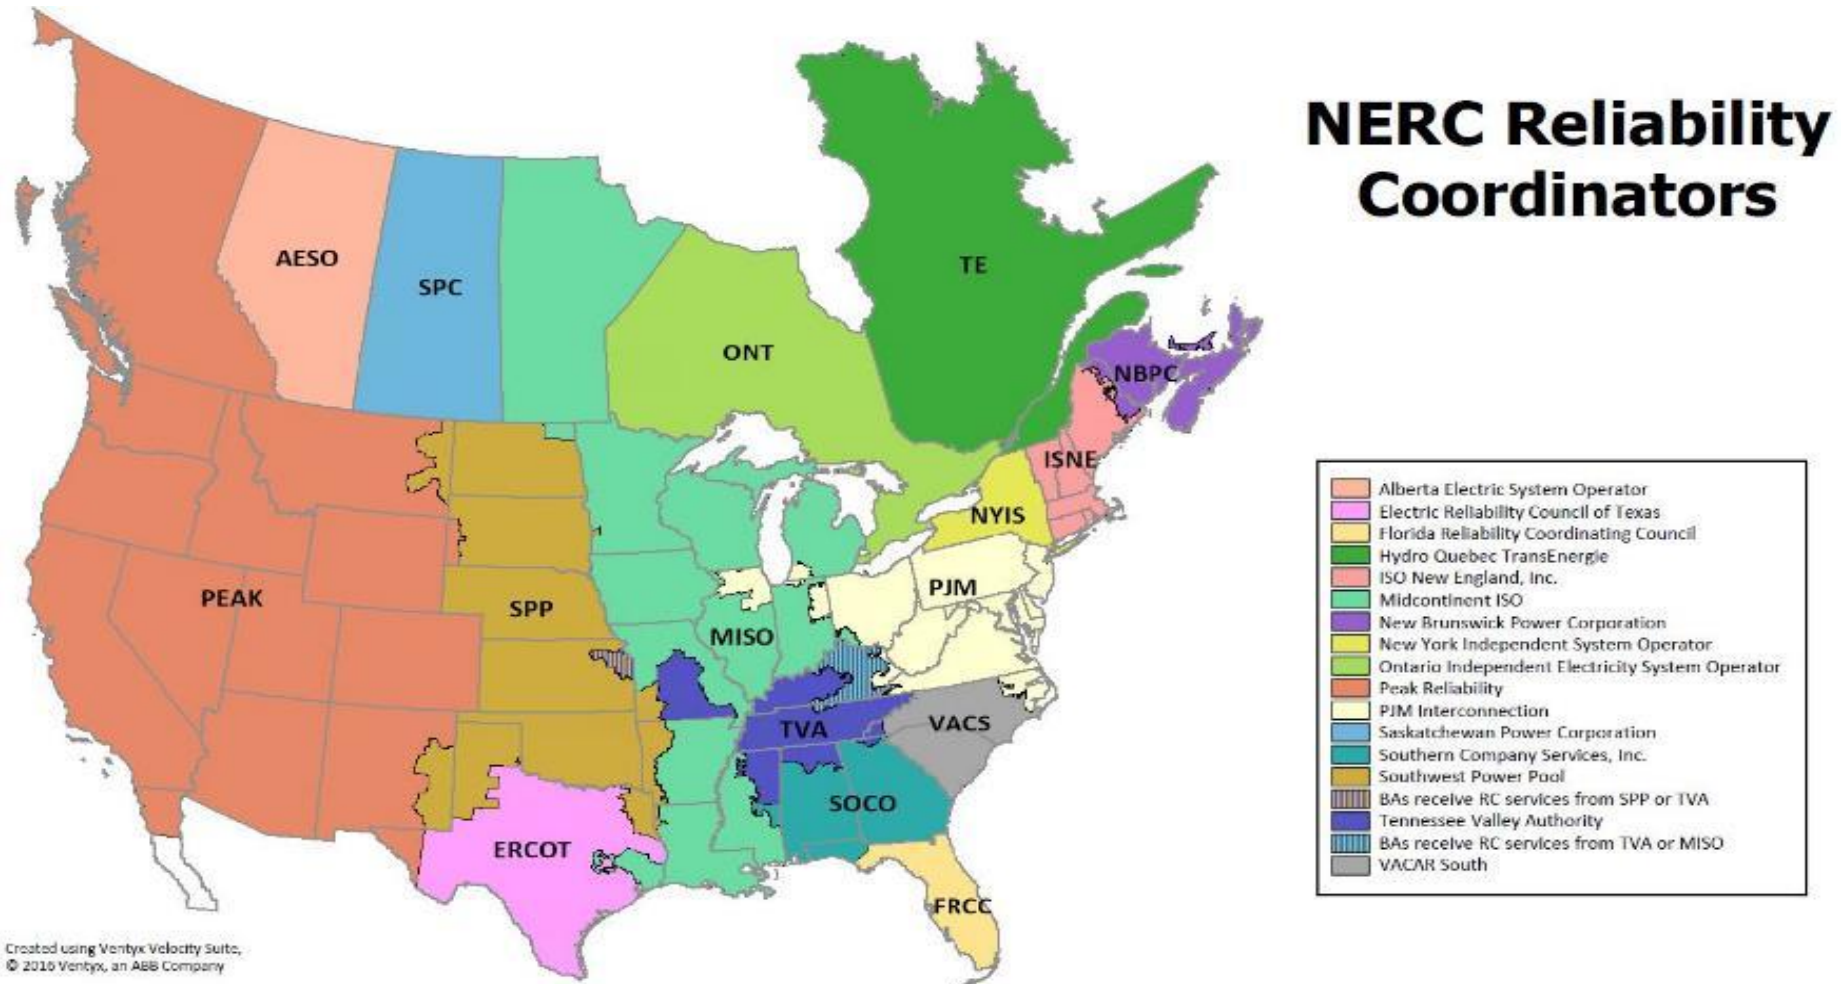 NERC Reliability
Coordinators
AESO
SPC
TE
ONT
NBPC
ISNE
NYIS
PEAK
SPP
PJM
MISO
TVA
VACS
SOCO
ERCOT
FRCC
Alberta Electric System Operator
Electric Reliability Council of Texas
Florida Reliability Coordinating Council
Hydro Quebec TransEnergie
ISO New England, Inc.
Midcontinent ISO
New Brunswick Power Corporation
New York Independent System Operator
Ontario Independent Electricity System Operator
Peak Reliability
PJM Interconnection
Saskatchewan Power Corporation
Southern Company Services, Inc.
Southwest Power Pool
BAs receive RC services from SPP or TVA
Tennessee Valley Authority
BAs receive RC services from TVA or MISO
VACAR South
Created using Ventyx Velocity Suite,
© 2016 Ventyx, an ABB Company